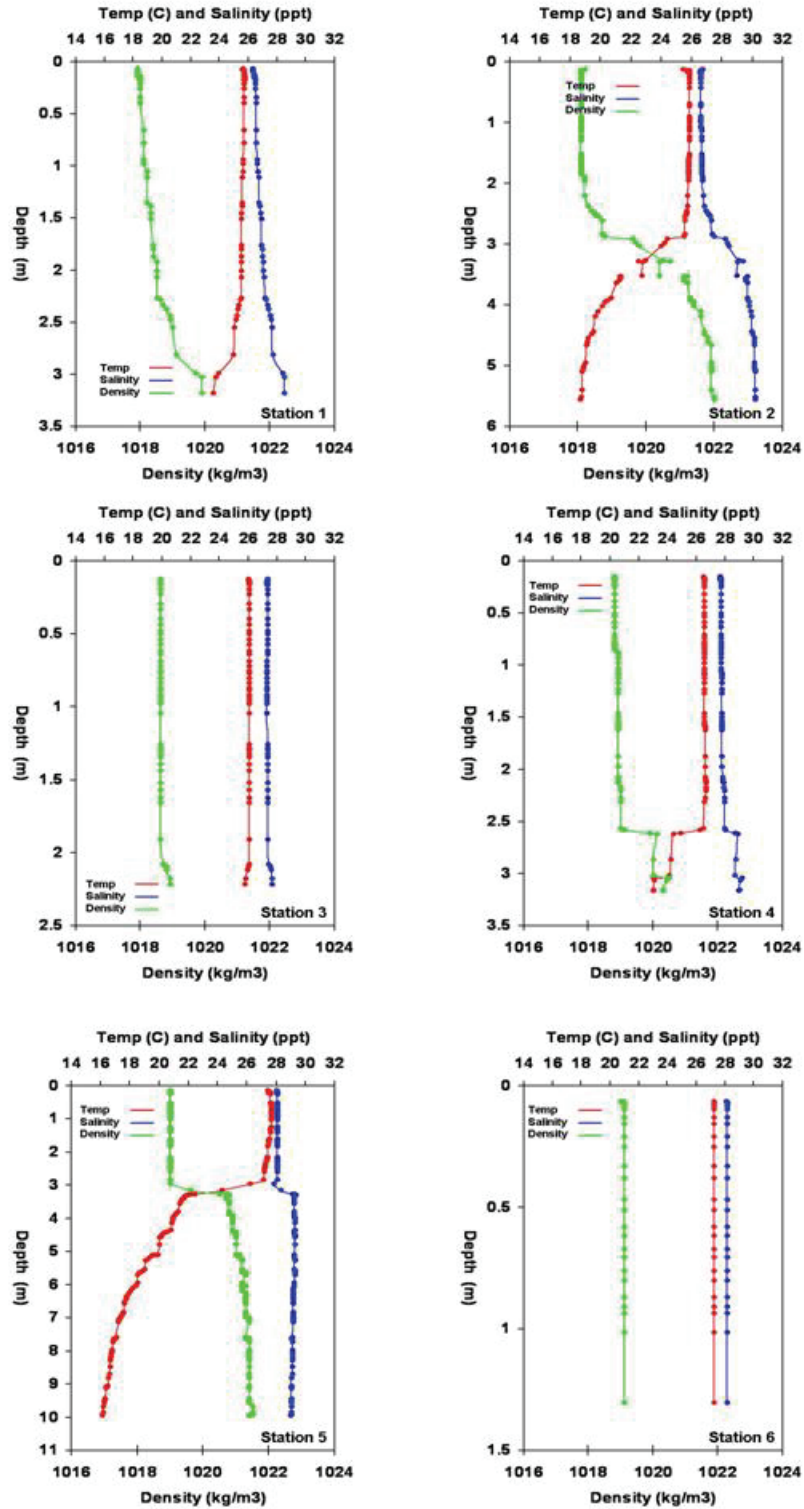 Temp (C) and Salinity (ppt)
14 16 18 20 22 24 26 28 30 32
0
0.5
1
1.5
2
2.5
3
3.5
Depth (m)
Temp
Salinity
Density
Station 1
1016 1018 1020 1022 1024
Density (kg/m3)
Temp (C) and Salinity (ppt)
14 16 18 20 22 24 26 28 30 32
0
1
2
3
4
5
6
Depth (m)
Temp
Salinity
Density
Station 2
1016 1018 1020 1022 1024
Density (kg/m3)
Temp (C) and Salinity (ppt)
14 16 18 20 22 24 26 28 30 32
0
0.5
1
1.5
2
2.5
Depth (m)
Temp
Salinity
Density
Station 3
1016 1018 1020 1022 1024
Density (kg/m3)
Temp (C) and Salinity (ppt)
14 16 18 20 22 24 26 28 30 32
0
0.5
1
1.5
2
2.5
3
3.5
Depth (m)
Temp
Salinity
Density
Station 4
1016 1018 1020 1022 1024
Density (kg/m3)
Temp (C) and Salinity (ppt)
14 16 18 20 22 24 26 28 30 32
0
1
2
3
4
5
6
7
8
9
10
11
Depth (m)
Temp
Salinity
Density
Station 5
1016 1018 1020 1022 1024
Density (kg/m3)
Temp (C) and Salinity (ppt)
14 16 18 20 22 24 26 28 30 32
0
0.5
1
1.5
Depth (m)
Temp
Salinity
Density
Station 6
1016 1018 1020 1022 1024
Density (kg/m3)